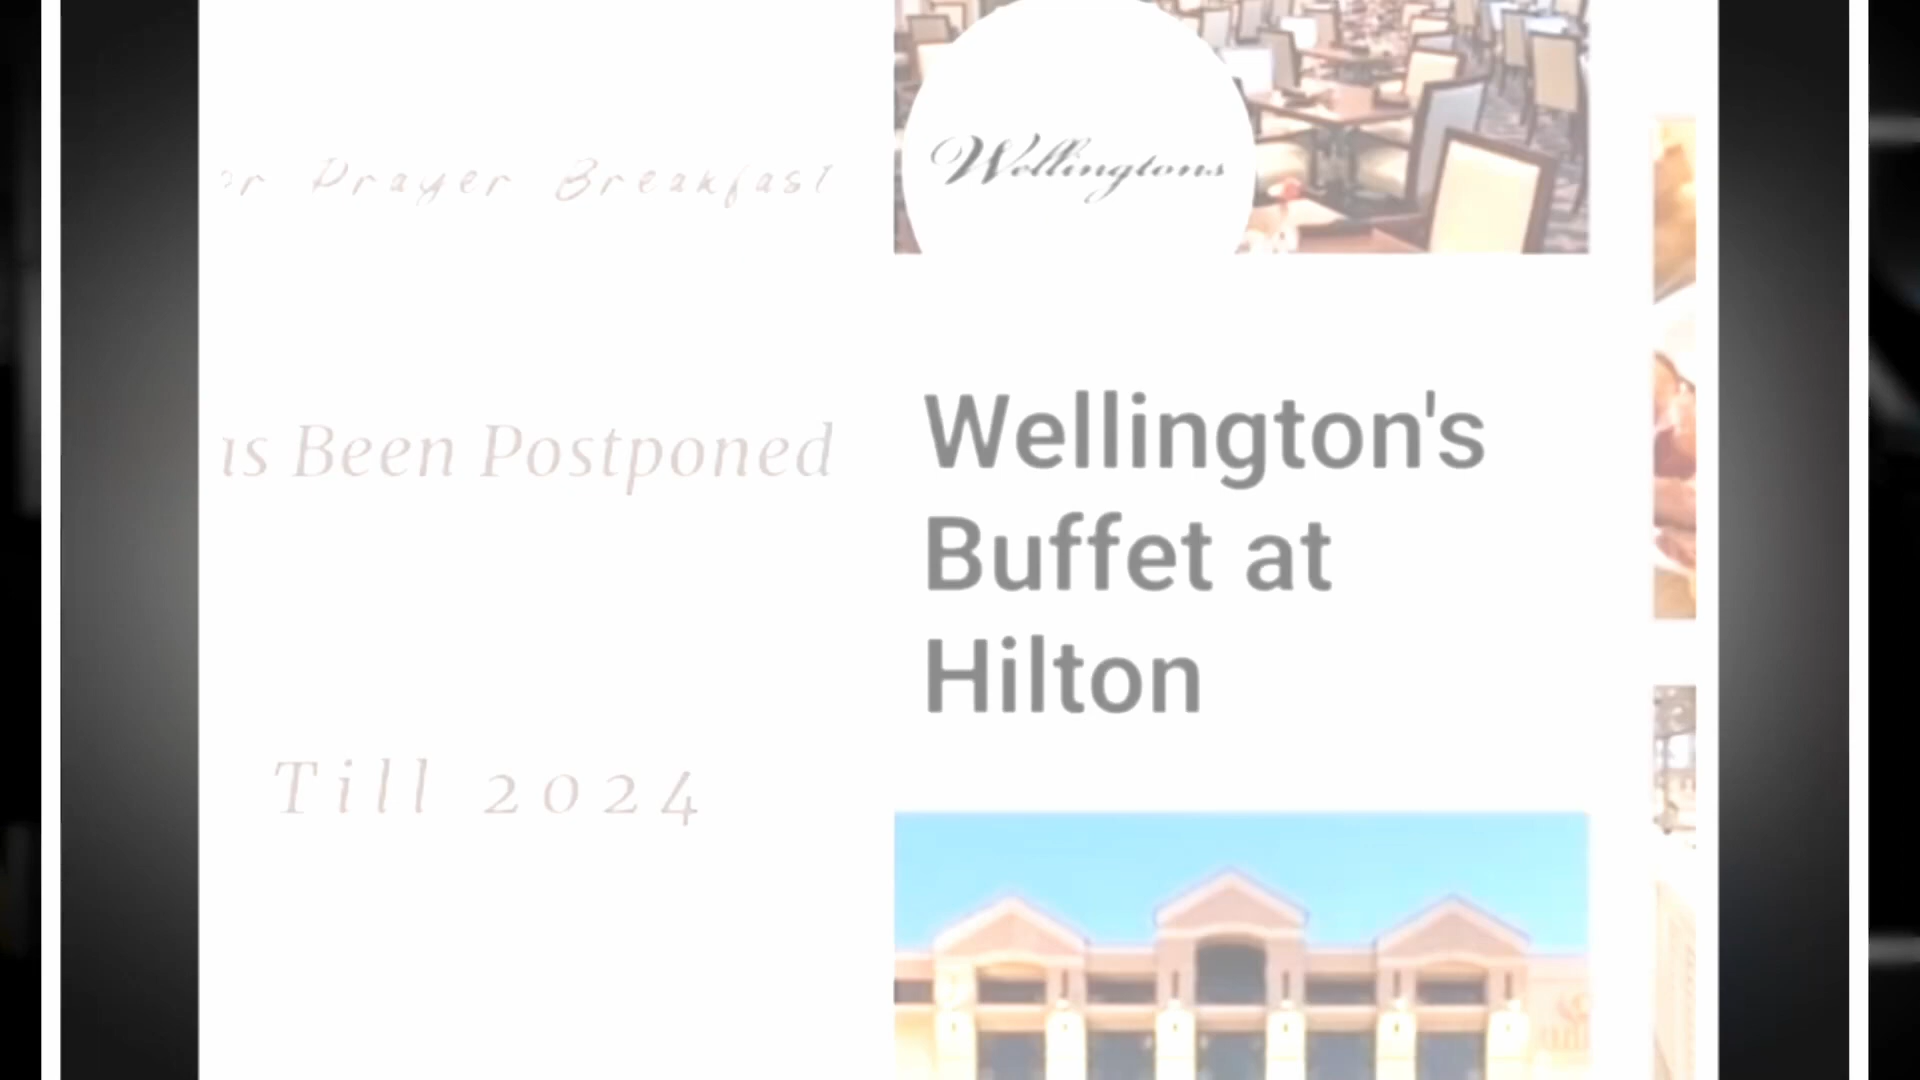 Prayer Breakfast
Been Postponed
Till 2024
Wellingtons
Wellington's
Buffet at
Hilton